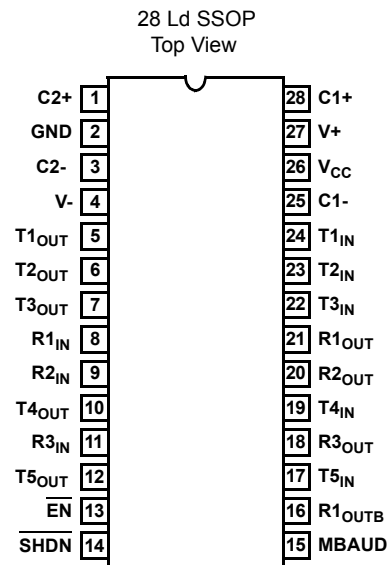 28 Ld SSOP
Top View
C2+ 1 28 C1+
GND 2 27 V+
C2- 3 26 VCC
V- 4 25 C1-
T1OUT 5 24 T1IN
T2OUT 6 23 T2IN
T3OUT 7 22 T3IN
R1IN 8 21 R1OUT
R2IN 9 20 R2OUT
T4OUT 10 19 T4IN
R3IN 11 18 R3OUT
T5OUT 12 17 T5IN
E̅N̅ 13 16 R1OUTB
S̅H̅D̅N̅ 14 15 MBAUD